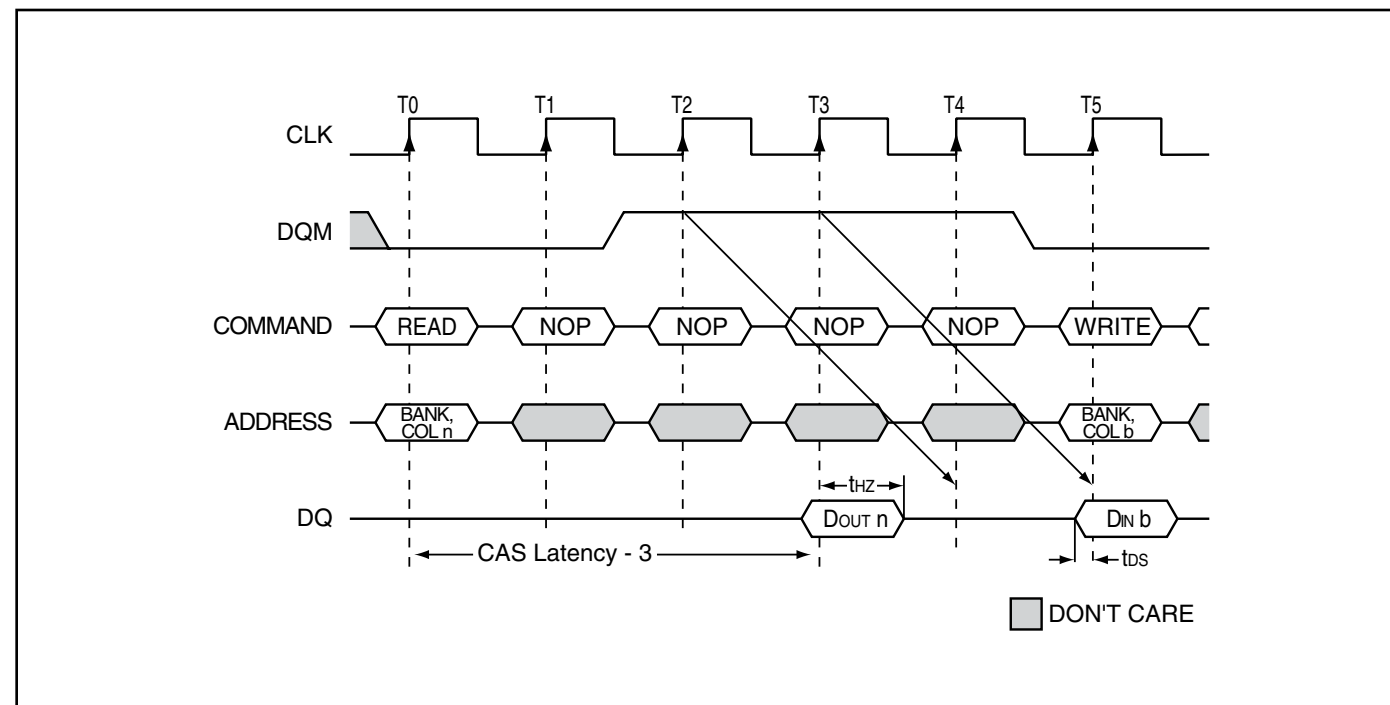 T0 T1 T2 T3 T4 T5
CLK
DQM
COMMAND READ NOP NOP NOP NOP WRITE
ADDRESS BANK, COL n BANK, COL b
tHZ
DQ DOUT n DIN b
CAS Latency - 3 tDS
DON'T CARE